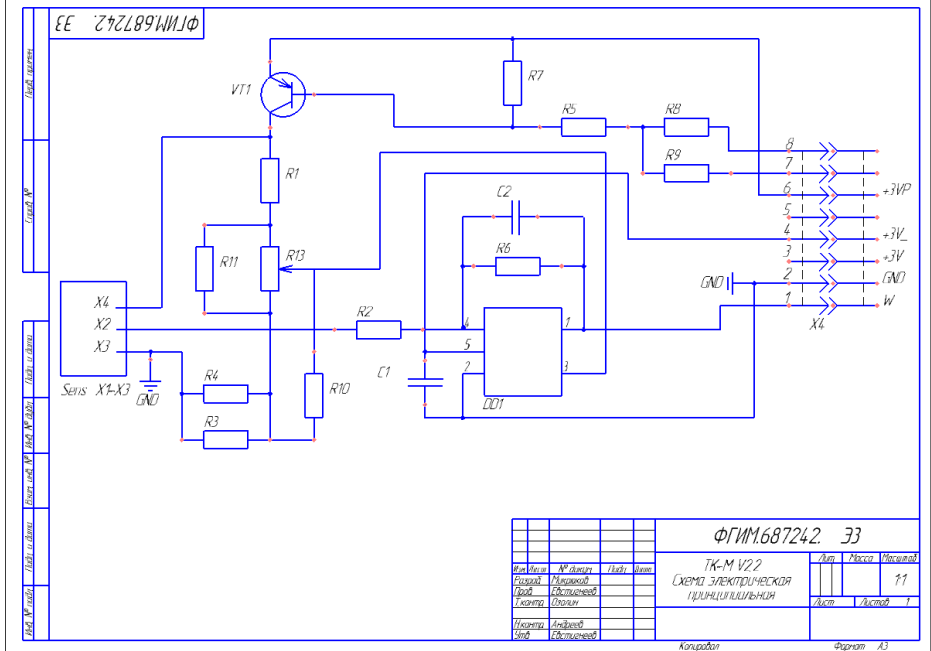 ФГИМ.687242. ЭЗ
Перв. примен.
Справ. №
Подп. и дата
Инв. № дубл.
Взам. инв. №
Подп. и дата
Инв. № подл.
VT1
R7
R5
R8
R9
8
7
6
+3VP
5
4
+3V_
3
+3V
2
GND
GND
1
W
X4
R1
C2
R11
R13
R6
X4
X2
X3
R2
4
1
5
2
3
C1
DD1
Sens X1-X3
GND
R4
R10
R3
ФГИМ.687242. ЭЗ
ТК-М V2.2
Схема электрическая
принципиальная
Лит.
Масса
Масштаб
1:1
Лист
Листов 1
Изм. Лист № докум. Подп. Дата
Разраб.
Пров. Евстигнеев
Т.контр. Озолин
Н.контр. Андреев
Утв. Евстигнеев
Копировал
Формат А3